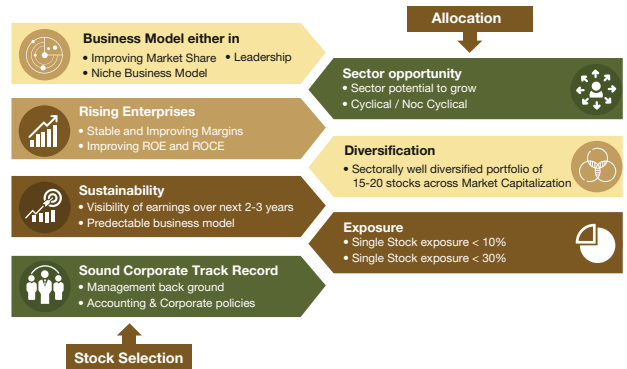 Business Model either in
• Improving Market Share • Leadership
• Niche Business Model
Rising Enterprises
• Stable and Improving Margins
• Improving ROE and ROCE
Sustainability
• Visibility of earnings over next 2-3 years
• Predectable business model
Sound Corporate Track Record
• Management back ground
• Accounting & Corporate policies
Stock Selection
Allocation
Sector opportunity
• Sector potential to grow
• Cyclical / Noc Cyclical
Diversification
• Sectorally well diversified portfolio of
15-20 stocks across Market Capitalization
Exposure
• Single Stock exposure < 10%
• Single Stock exposure < 30%